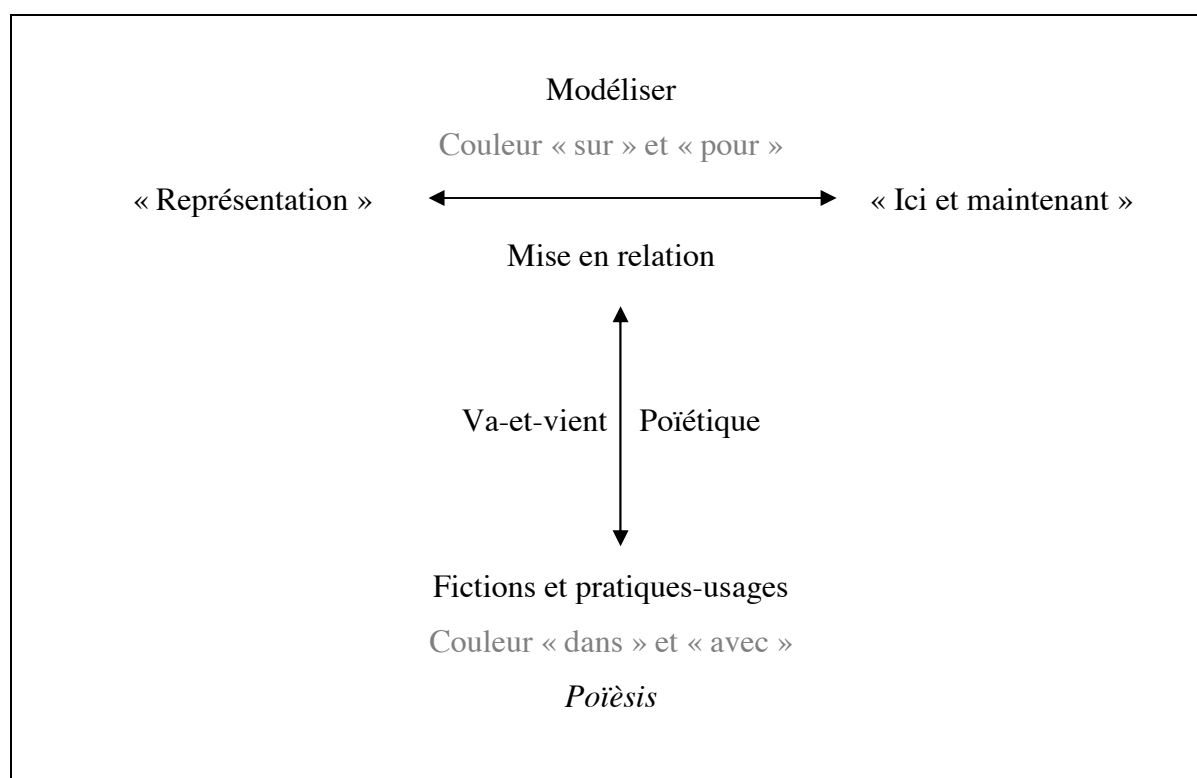 Modéliser
Couleur « sur » et « pour »
« Représentation » « Ici et maintenant »
Mise en relation
Va-et-vient Poïétique
Fictions et pratiques-usages
Couleur « dans » et « avec »
Poïèsis